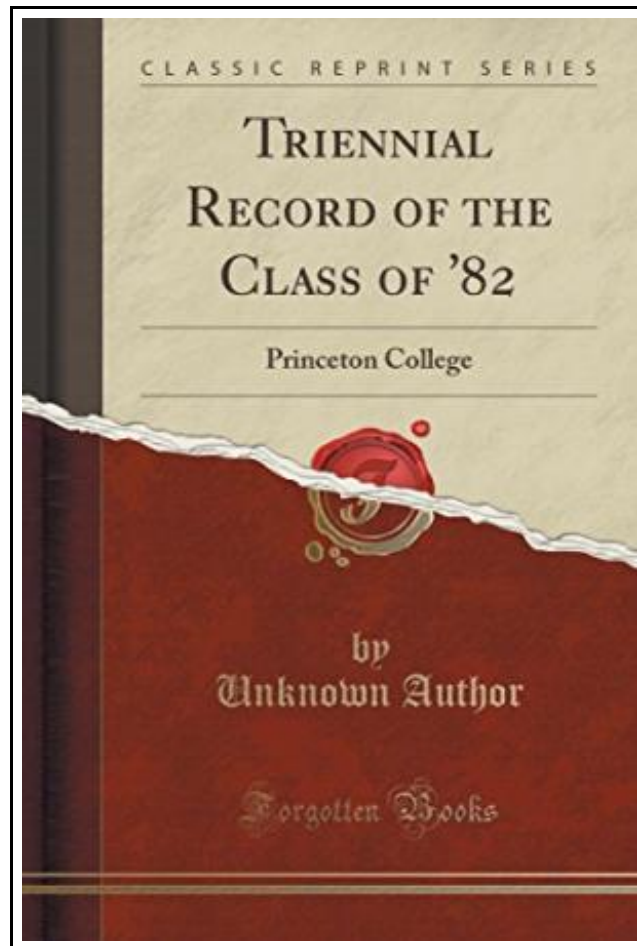 CLASSIC REPRINT SERIES
TRIENNIAL
RECORD OF THE
CLASS OF ’82
Princeton College
by
Unknown Author
Forgotten Books